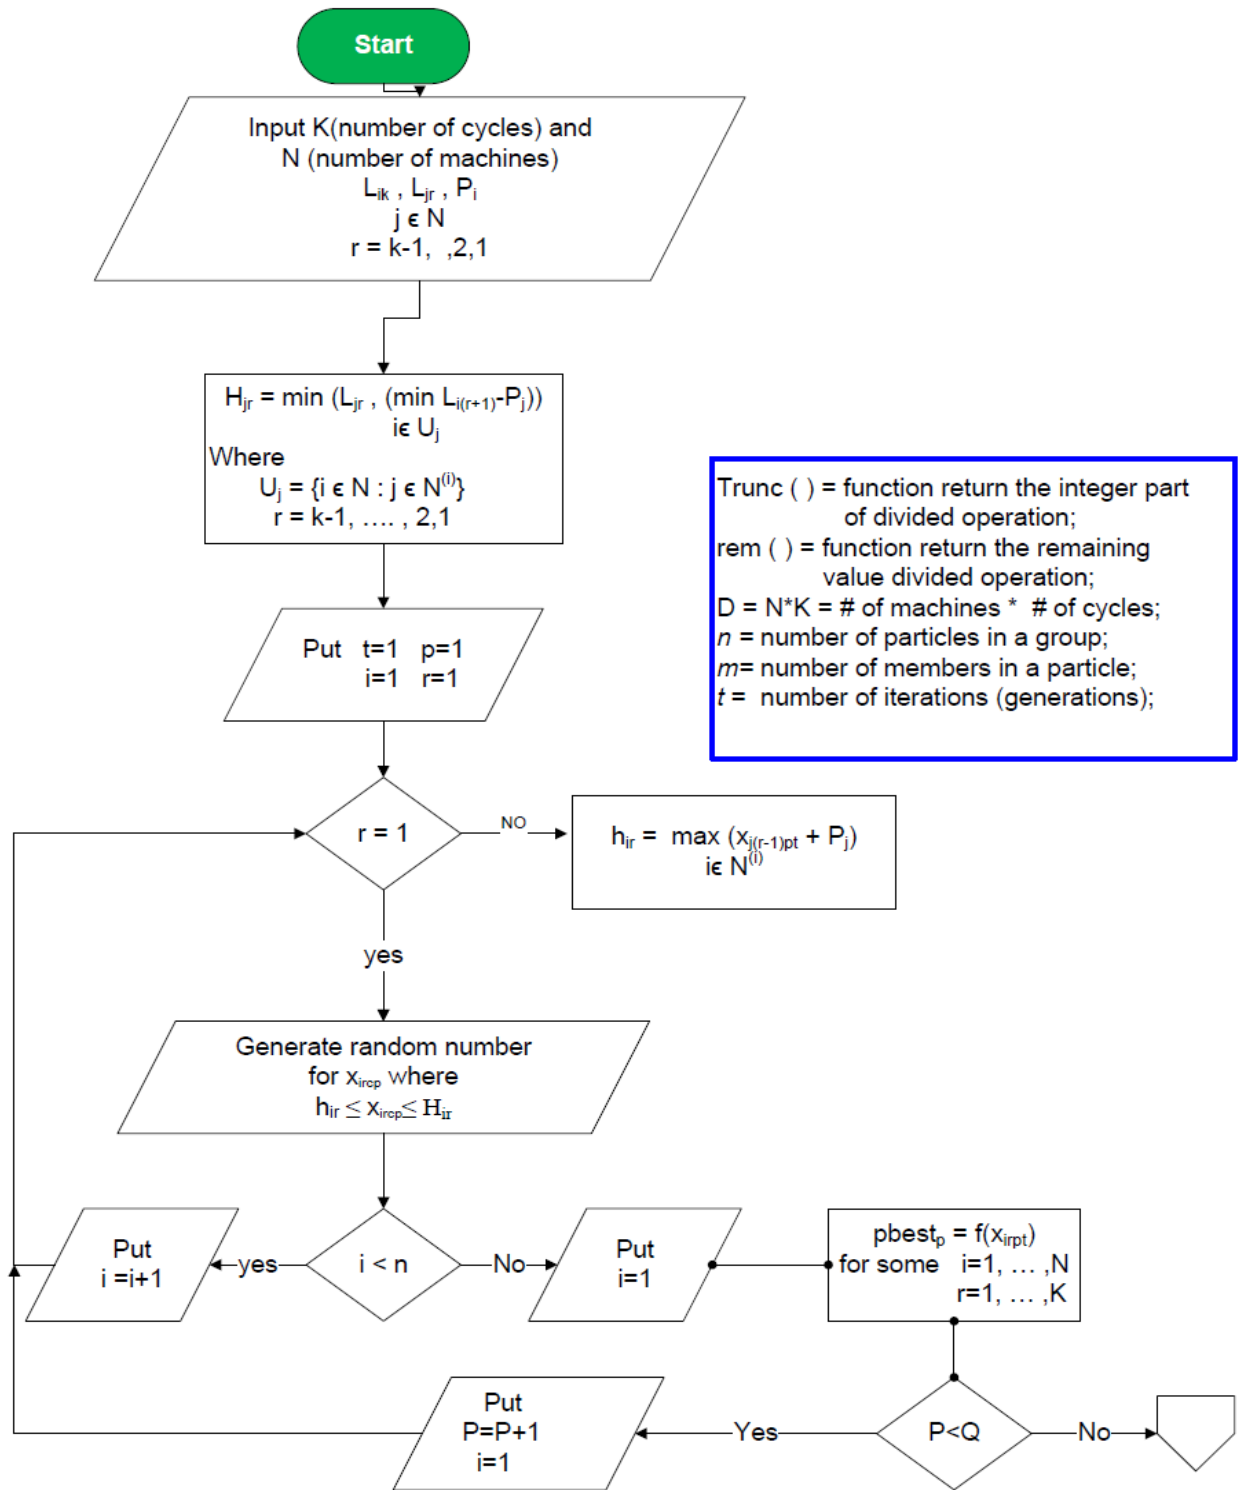 Start
Input K(number of cycles) and
N (number of machines)
Lik , Ljr , Pi
j ϵ N
r = k-1, ,2,1
Hjr = min (Ljr , (min Li(r+1)-Pj))
iϵ Uj
Where
Uj = {i ϵ N : j ϵ N(i)}
r = k-1, …. , 2,1
Trunc ( ) = function return the integer part
of divided operation;
rem ( ) = function return the remaining
value divided operation;
D = N*K = # of machines * # of cycles;
n = number of particles in a group;
m= number of members in a particle;
t = number of iterations (generations);
Put t=1 p=1
i=1 r=1
r = 1
NO
hir = max (xj(r-1)pt + Pj)
iϵ N(i)
yes
Generate random number
for xircp where
hir ≤ xircp≤ Hir
Put
i =i+1
yes
i < n
No
Put
i=1
pbestp = f(xirpt)
for some i=1, … ,N
r=1, … ,K
Put
P=P+1
i=1
Yes
P<Q
No